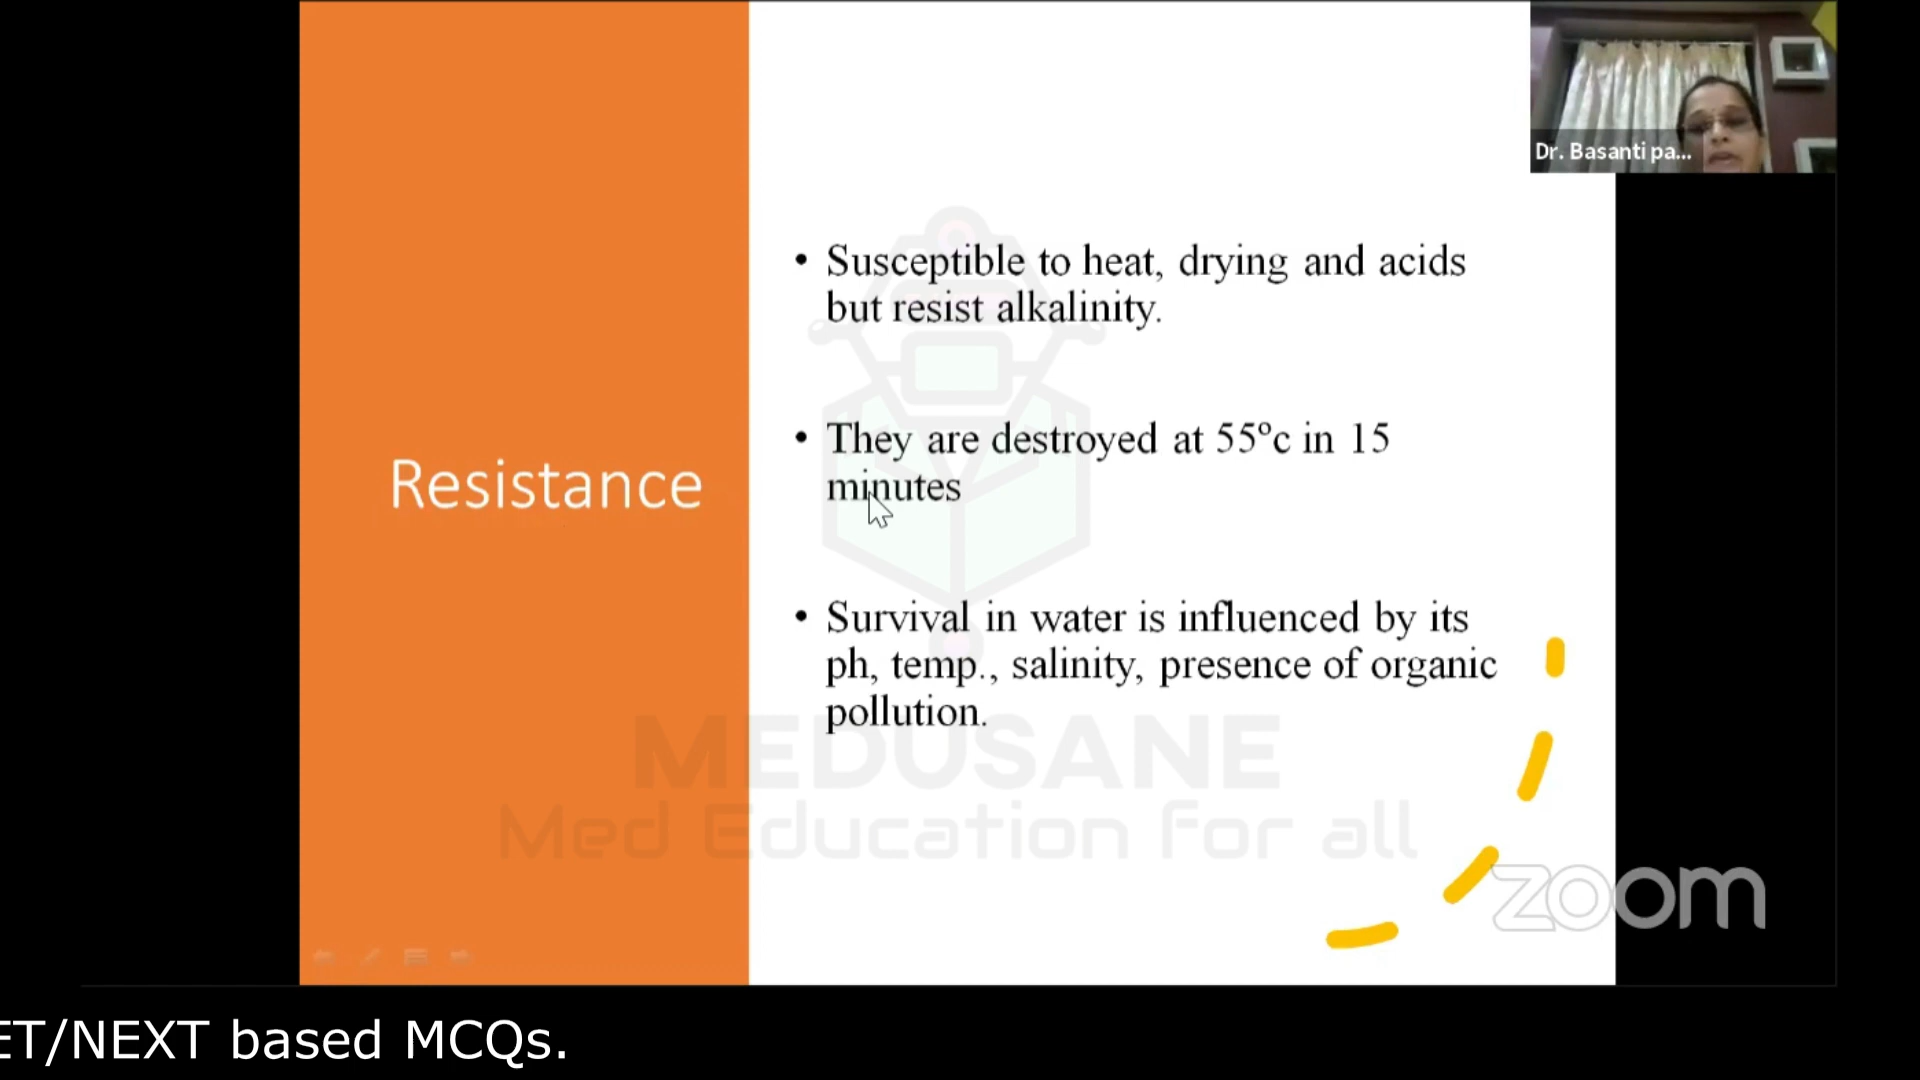 Dr. Basanti pa...
Resistance
• Susceptible to heat, drying and acids
but resist alkalinity.
• They are destroyed at 55ºc in 15
minutes
• Survival in water is influenced by its
ph, temp., salinity, presence of organic
pollution.
MEDUSANE
Med Education for all
zoom
ET/NEXT based MCQs.